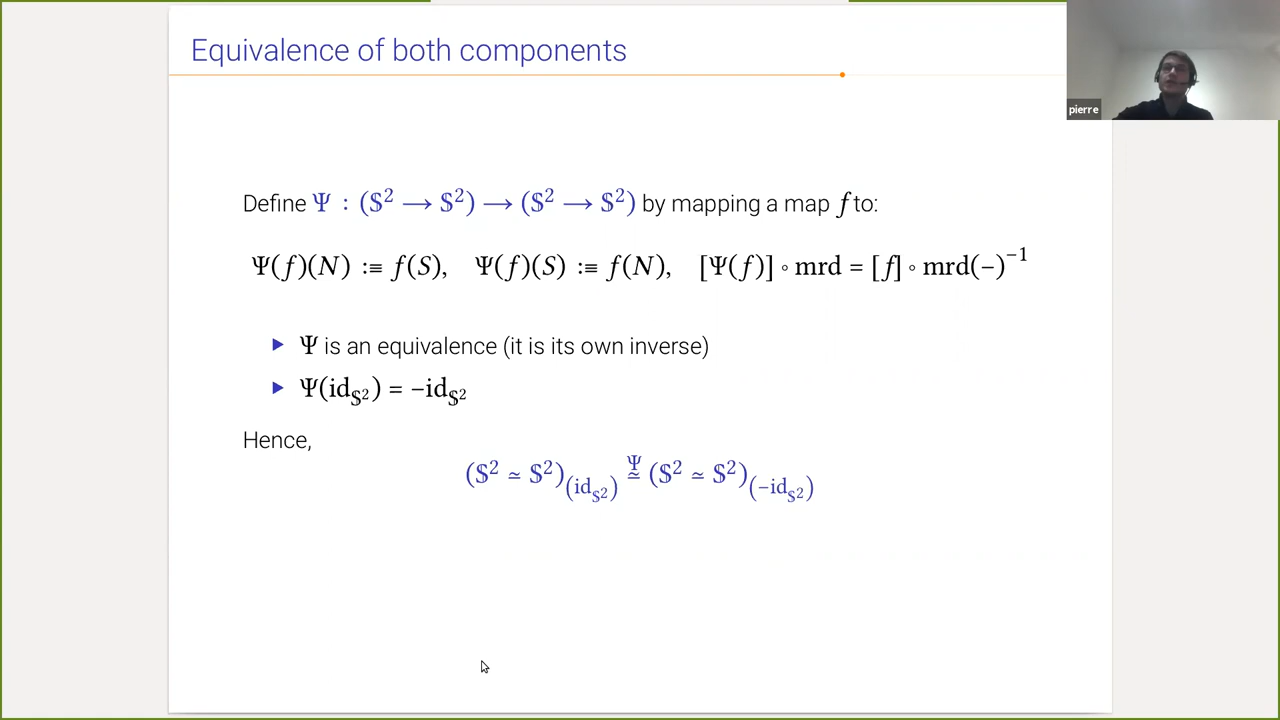 Equivalence of both components
pierre
Define Ψ : (𝕊² → 𝕊²) → (𝕊² → 𝕊²) by mapping a map f to:
Ψ(f)(N) :≡ f(S), Ψ(f)(S) :≡ f(N), [Ψ(f)] ∘ mrd = [f] ∘ mrd(−)⁻¹
▶ Ψ is an equivalence (it is its own inverse)
▶ Ψ(id_𝕊²) = −id_𝕊²
Hence,
(𝕊² ≃ 𝕊²)_(id_𝕊²) ≃^Ψ (𝕊² ≃ 𝕊²)_(−id_𝕊²)